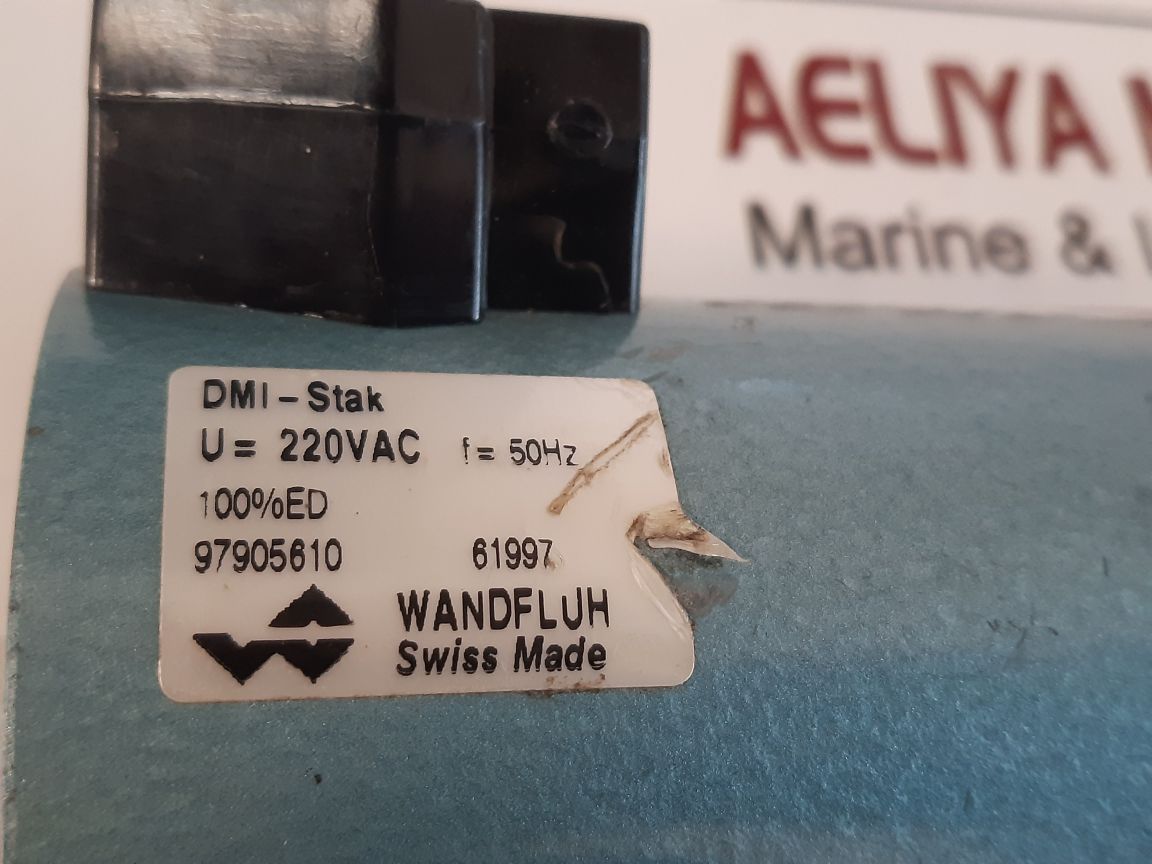 AELIYA
Marine &
DMI-Stak
U= 220VAC f= 50Hz
100%ED
97905610 61997
WANDFLUH
Swiss Made